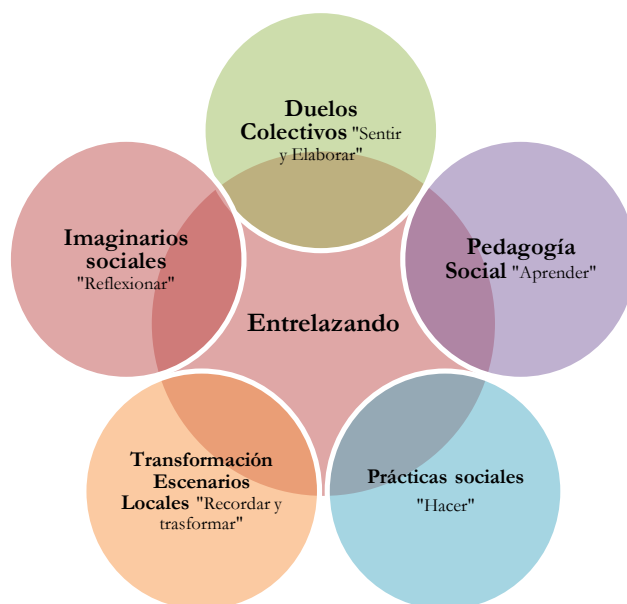 Duelos
Colectivos "Sentir
y Elaborar"
Imaginarios
sociales
"Reflexionar"
Pedagogía
Social "Aprender"
Entrelazando
Transformación
Escenarios
Locales "Recordar y
trasformar"
Prácticas sociales
"Hacer"